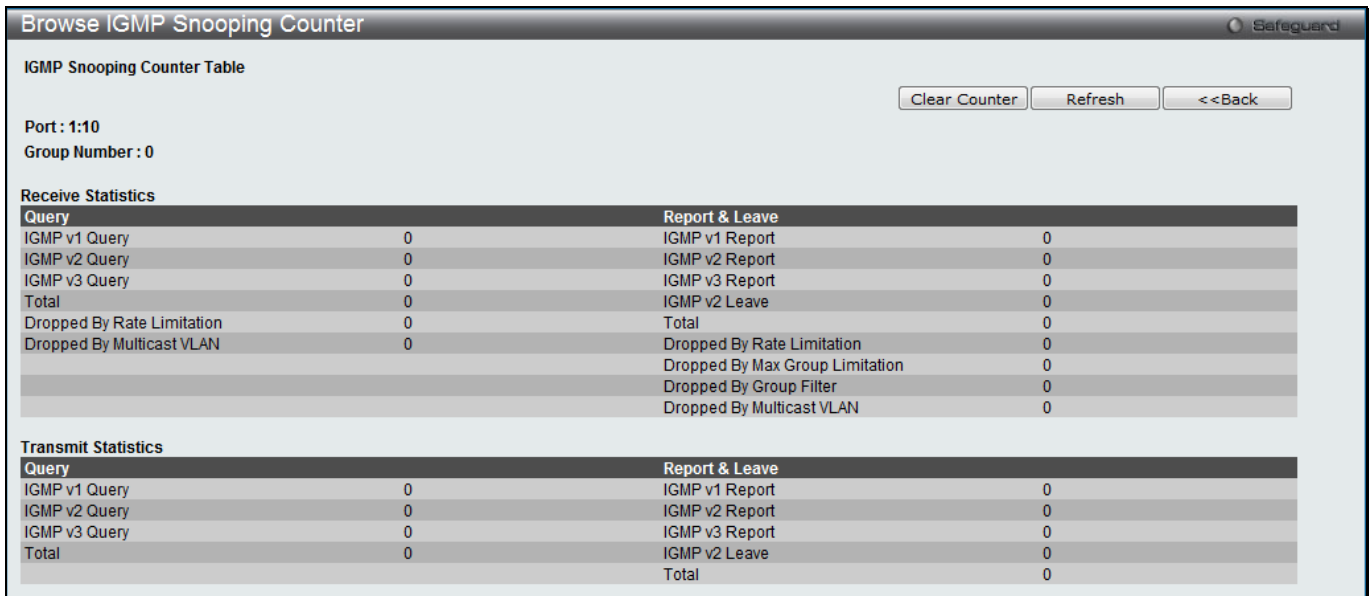 Browse IGMP Snooping Counter
Safeguard
IGMP Snooping Counter Table
Clear Counter Refresh <<Back
Port : 1:10
Group Number : 0
Receive Statistics
Query Report & Leave
IGMP v1 Query 0 IGMP v1 Report 0
IGMP v2 Query 0 IGMP v2 Report 0
IGMP v3 Query 0 IGMP v3 Report 0
Total 0 IGMP v2 Leave 0
Dropped By Rate Limitation 0 Total 0
Dropped By Multicast VLAN 0 Dropped By Rate Limitation 0
Dropped By Max Group Limitation 0
Dropped By Group Filter 0
Dropped By Multicast VLAN 0
Transmit Statistics
Query Report & Leave
IGMP v1 Query 0 IGMP v1 Report 0
IGMP v2 Query 0 IGMP v2 Report 0
IGMP v3 Query 0 IGMP v3 Report 0
Total 0 IGMP v2 Leave 0
Total 0